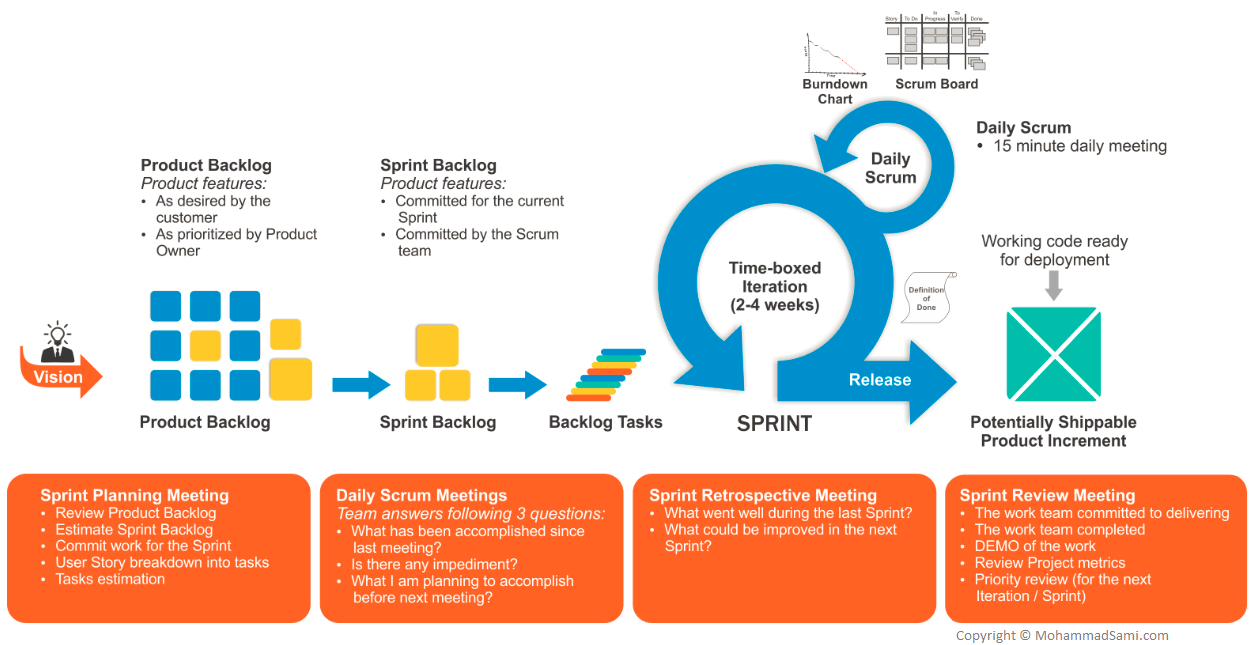 Story
To Do
In
Progress
To
Verify
Done
Burndown
Chart
Scrum Board
Daily Scrum
• 15 minute daily meeting
Daily
Scrum
Product Backlog
Product features:
• As desired by the
customer
• As prioritized by Product
Owner
Sprint Backlog
Product features:
• Committed for the current
Sprint
• Committed by the Scrum
team
Time-boxed
Iteration
(2-4 weeks)
Working code ready
for deployment
Definition
of
Done
Vision
Release
Product Backlog
Sprint Backlog
Backlog Tasks
SPRINT
Potentially Shippable
Product Increment
Sprint Planning Meeting
• Review Product Backlog
• Estimate Sprint Backlog
• Commit work for the Sprint
• User Story breakdown into tasks
• Tasks estimation
Daily Scrum Meetings
Team answers following 3 questions:
• What has been accomplished since
last meeting?
• Is there any impediment?
• What I am planning to accomplish
before next meeting?
Sprint Retrospective Meeting
• What went well during the last Sprint?
• What could be improved in the next
Sprint?
Sprint Review Meeting
• The work team committed to delivering
• The work team completed
• DEMO of the work
• Review Project metrics
• Priority review (for the next
Iteration / Sprint)
Copyright © MohammadSami.com